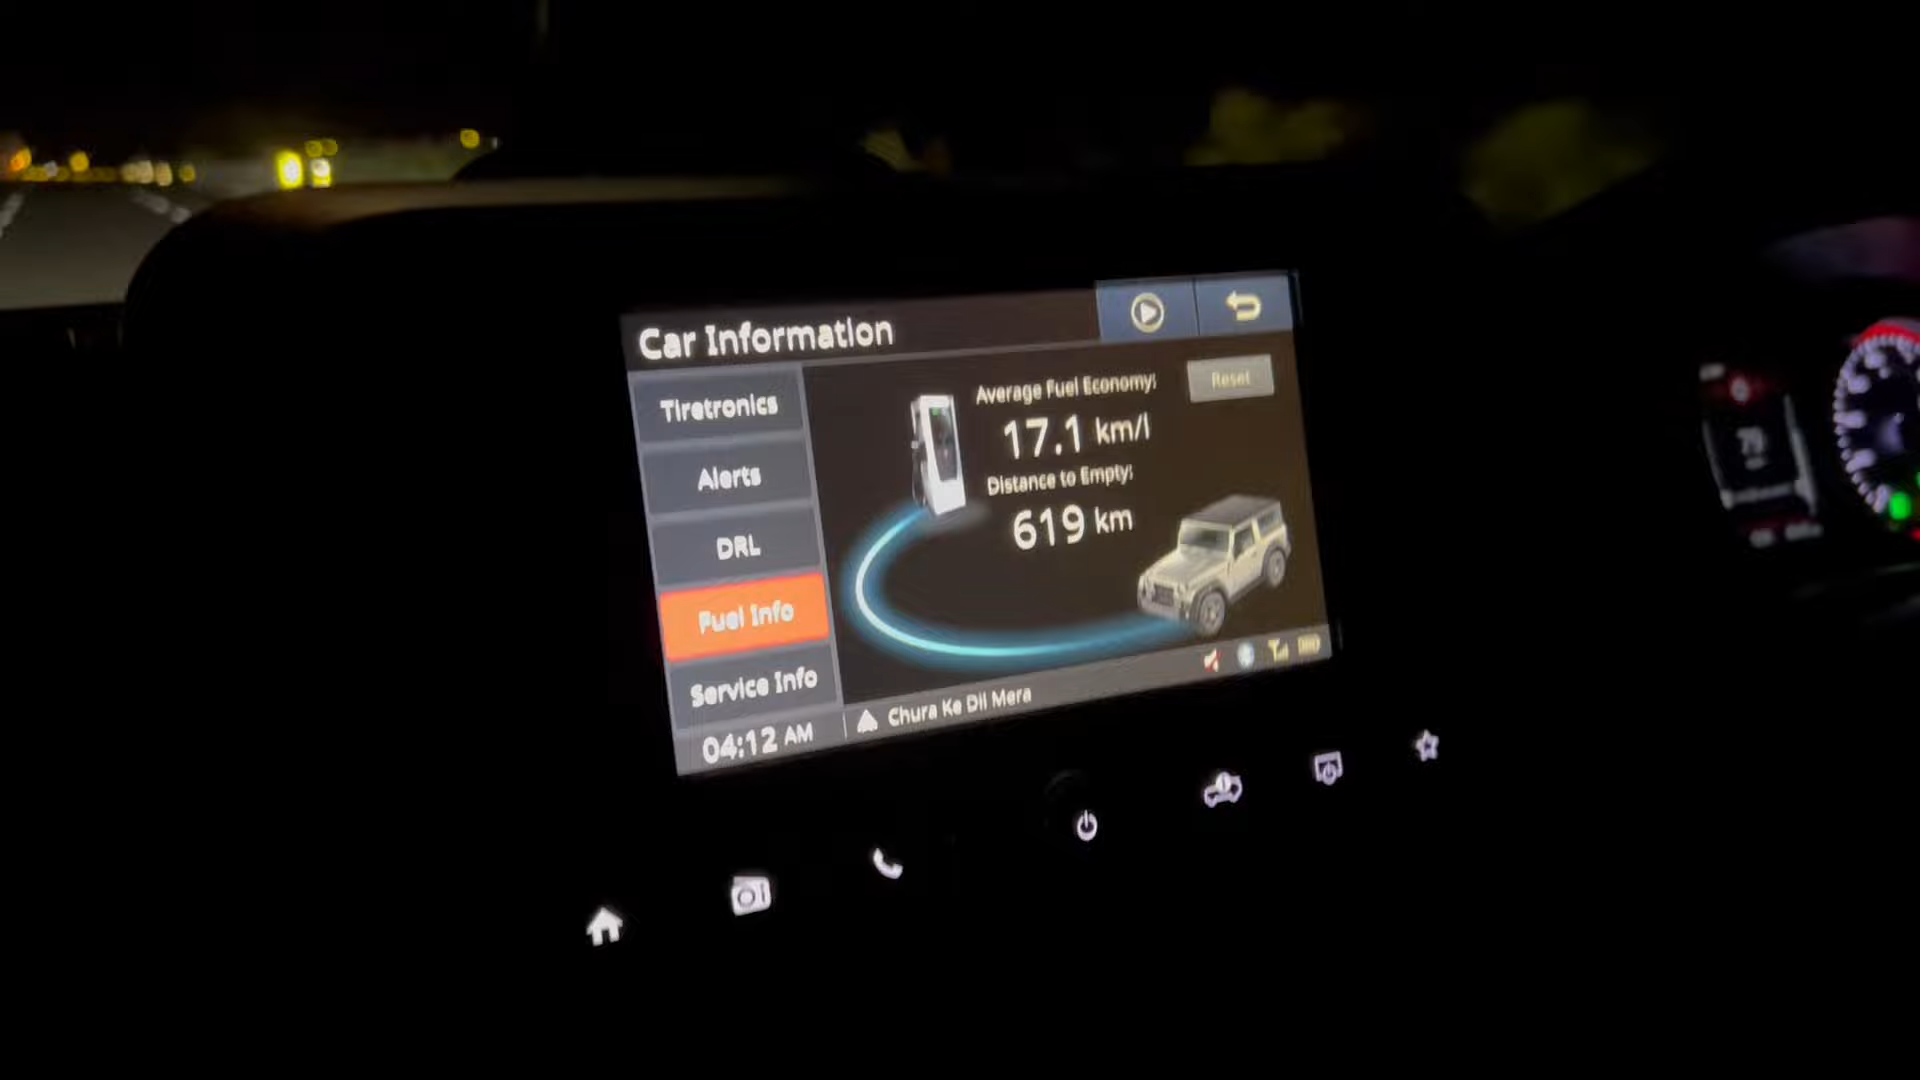 Car Information
Tiretronics
Alerts
DRL
Fuel Info
Service Info
Average Fuel Economy:
Reset
17.1 km/l
Distance to Empty:
619 km
04:12 AM
Chura Ke Dil Mera
79